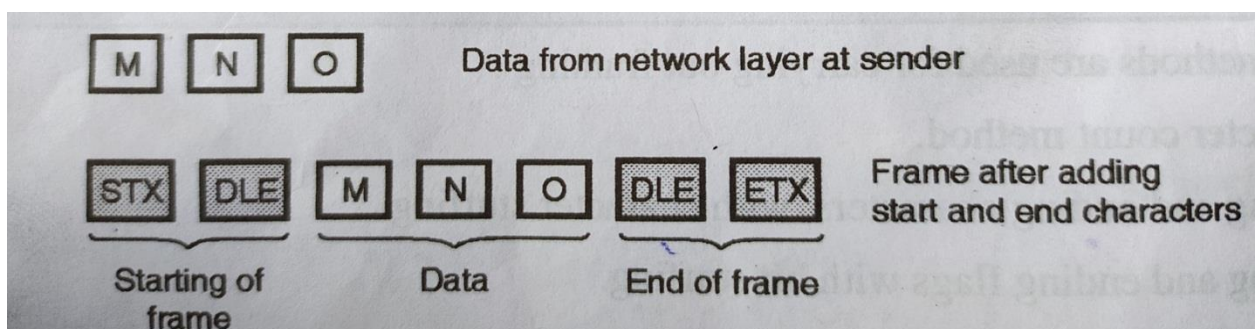 M N O Data from network layer at sender
STX DLE M N O DLE ETX Frame after adding
start and end characters
Starting of Data End of frame
frame